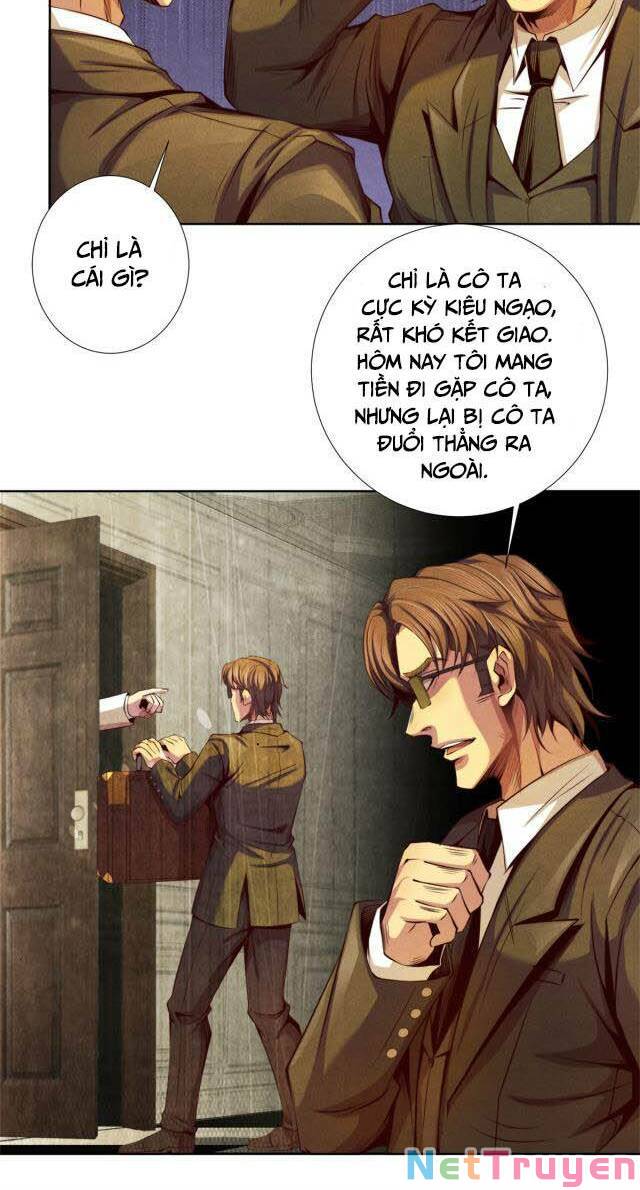 CHỈ LÀ
CÁI GÌ?
CHỈ LÀ CÔ TA
CỰC KỲ KIÊU NGẠO,
RẤT KHÓ KẾT GIAO.
HÔM NAY TÔI MANG
TIỀN ĐI GẶP CÔ TA,
NHƯNG LẠI BỊ CÔ TA
ĐUỔI THẲNG RA
NGOÀI.
NetTruyen